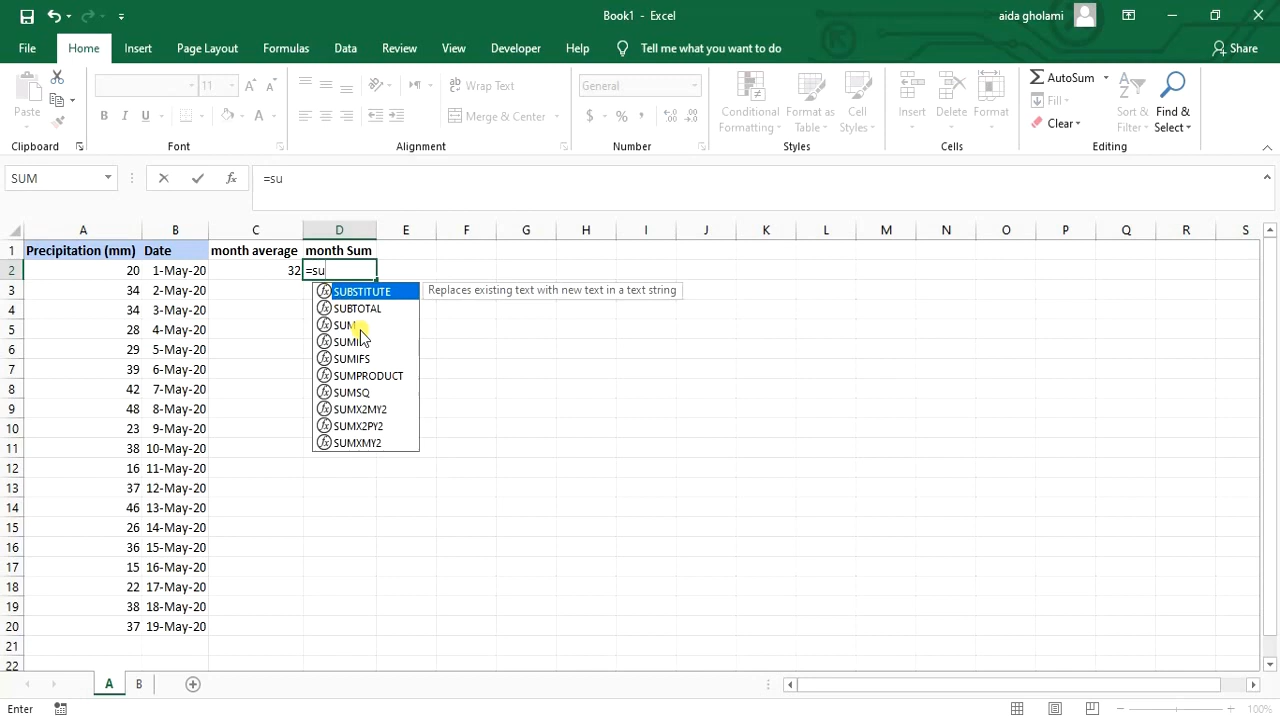 Book1 - Excel
aida gholami
File Home Insert Page Layout Formulas Data Review View Developer Help Tell me what you want to do Share
11 General AutoSum
Wrap Text Fill
Paste Conditional Format as Cell Insert Delete Format Sort & Find &
B I U A Merge & Center $ % , Formatting Table Styles Clear Filter Select
Clipboard Font Alignment Number Styles Cells Editing
SUM =su
A B C D E F G H I J K L M N O P Q R S
1 Precipitation (mm) Date month average month Sum
2 20 1-May-20 32 =su
3 34 2-May-20
4 34 3-May-20
5 28 4-May-20
6 29 5-May-20
7 39 6-May-20
8 42 7-May-20
9 48 8-May-20
10 23 9-May-20
11 38 10-May-20
12 16 11-May-20
13 37 12-May-20
14 46 13-May-20
15 26 14-May-20
16 36 15-May-20
17 15 16-May-20
18 22 17-May-20
19 38 18-May-20
20 37 19-May-20
21
22
SUBSTITUTE Replaces existing text with new text in a text string
SUBTOTAL
SUM
SUMIFS
SUMPRODUCT
SUMSQ
SUMX2MY2
SUMX2PY2
SUMXMY2
A B
Enter 100%